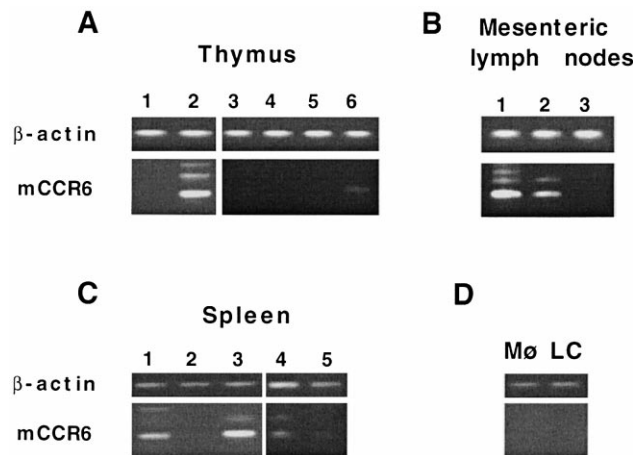 A
Thymus
1 2 3 4 5 6
β-actin
mCCR6
B
Mesenteric
lymph nodes
1 2 3
C
Spleen
1 2 3 4 5
β-actin
mCCR6
D
Mø LC